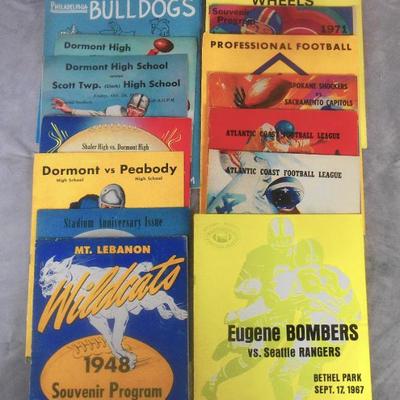 PHILADELPHIA
BULLDOGS
Dormont High
Dormont High School
Scott Twp. (Clark) High School
Shaler High vs. Dormont High
Dormont vs Peabody
High School
High School
Stadium Anniversary Issue
MT. LEBANON
Wildcats
1948
Souvenir Program
WHEELS
Souvenir Program
1971
PROFESSIONAL FOOTBALL
SPOKANE SHOCKERS
vs
SACRAMENTO CAPITOLS
ATLANTIC COAST FOOTBALL LEAGUE
ATLANTIC COAST FOOTBALL LEAGUE
Eugene BOMBERS
vs. Seattle RANGERS
BETHEL PARK
SEPT. 17, 1967